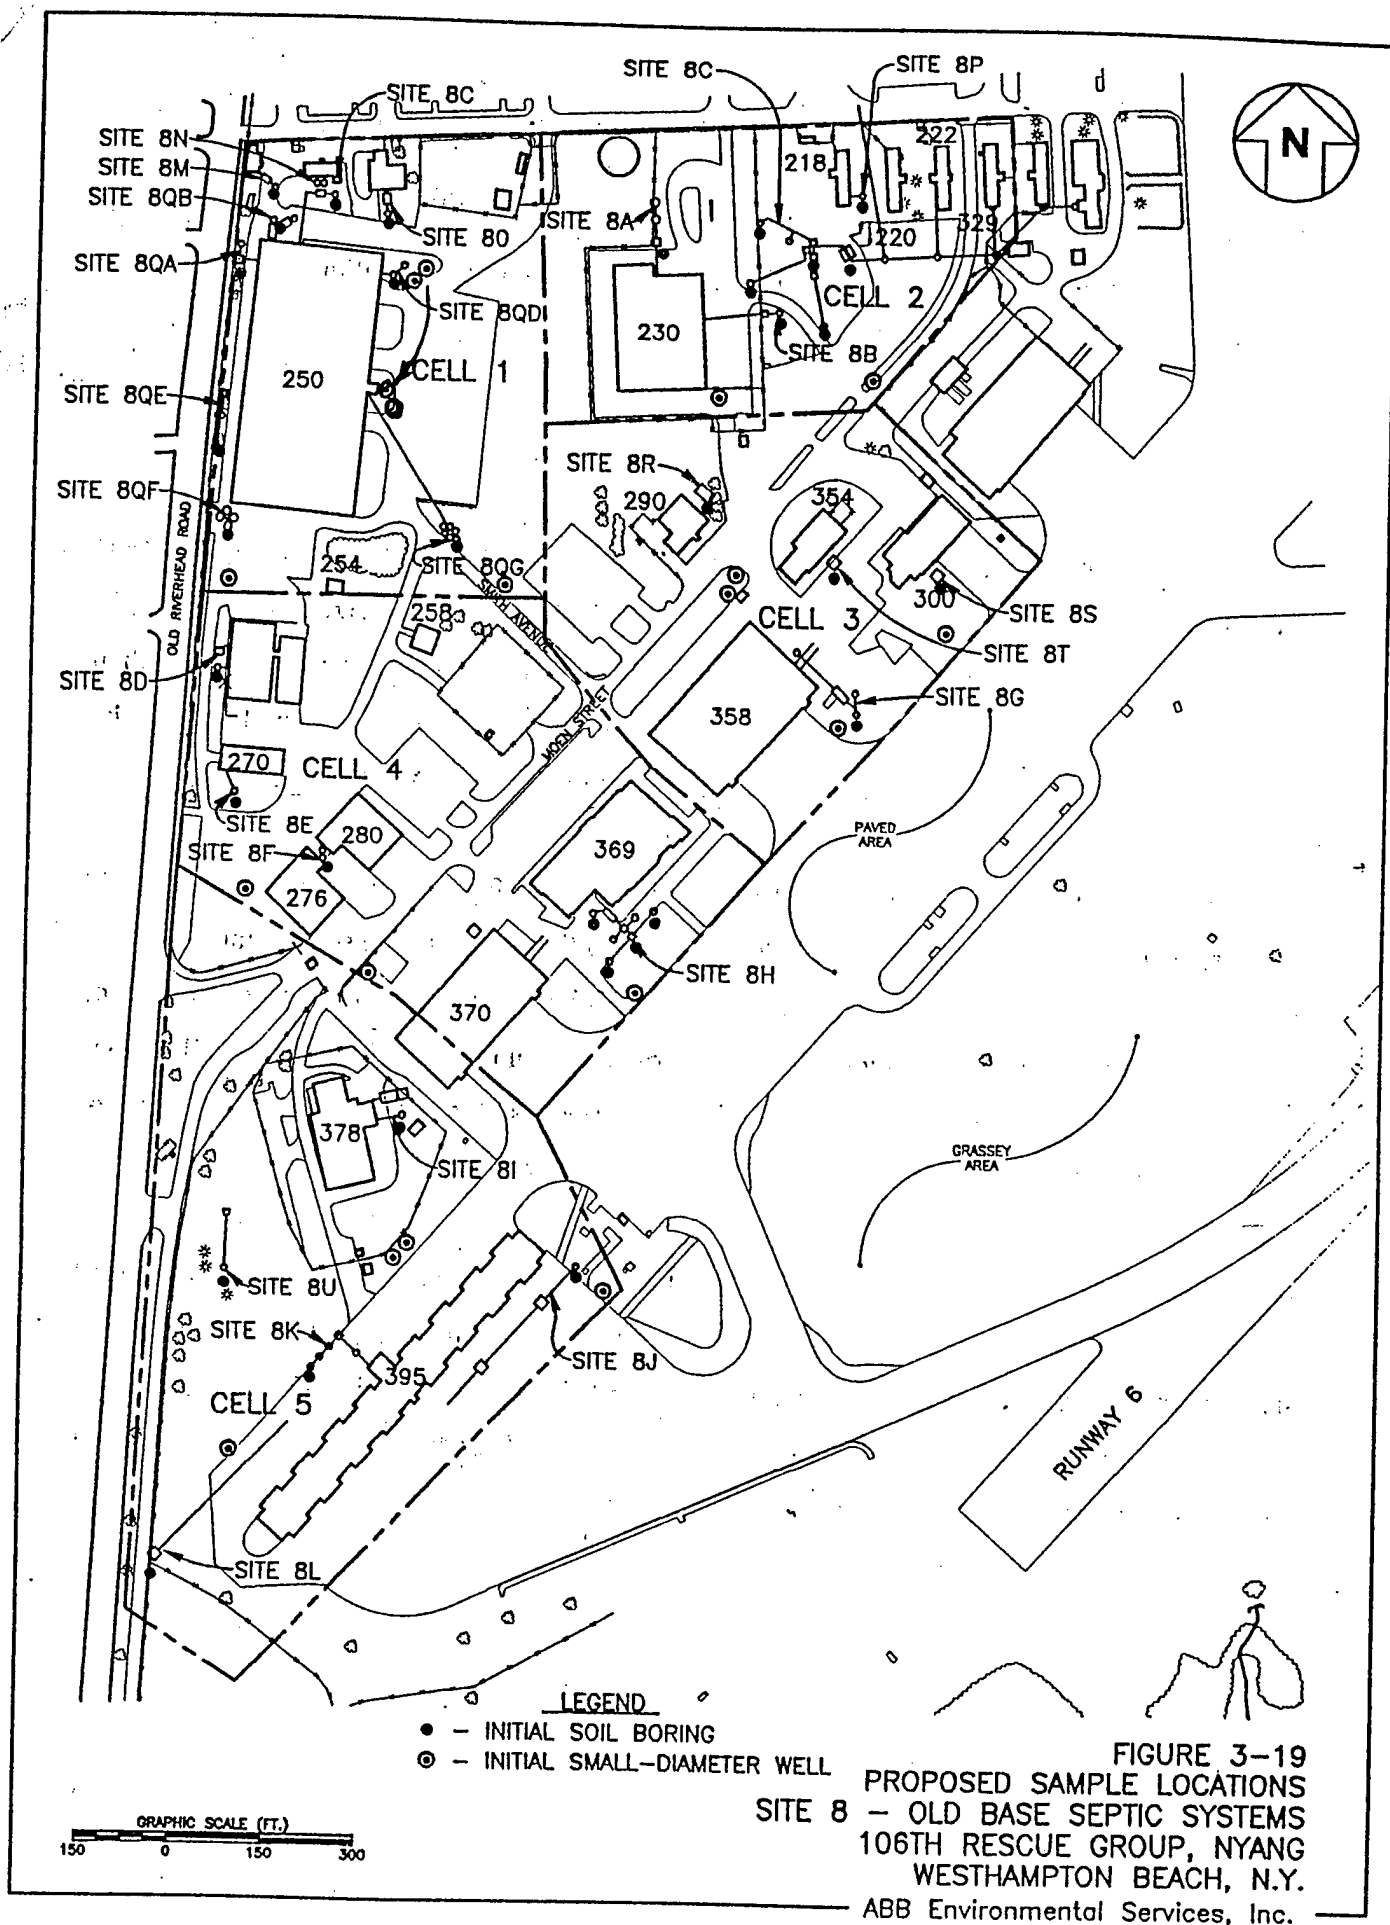 SITE 8C
SITE 8P
SITE 8C
N
SITE 8N
SITE 8M
SITE 8QB
SITE 8QA
SITE 8O
SITE 8A
218
222
220
329
CELL 2
SITE 8QD
230
SITE 8B
CELL 1
250
SITE 8QE
SITE 8QF
SITE 8R
290
354
OLD RIVERHEAD ROAD
254
SITE 8QG
SMITH AVENUE
258
CELL 3
300
SITE 8S
SITE 8T
SITE 8D
SITE 8G
358
MOEN STREET
270
CELL 4
SITE 8E
280
SITE 8F
276
369
PAVED
AREA
SITE 8H
370
378
SITE 8I
GRASSEY
AREA
SITE 8U
SITE 8K
395
SITE 8J
CELL 5
RUNWAY 6
SITE 8L
LEGEND
● – INITIAL SOIL BORING
◉ – INITIAL SMALL-DIAMETER WELL
GRAPHIC SCALE (FT.)
150 0 150 300
FIGURE 3-19
PROPOSED SAMPLE LOCATIONS
SITE 8 – OLD BASE SEPTIC SYSTEMS
106TH RESCUE GROUP, NYANG
WESTHAMPTON BEACH, N.Y.
ABB Environmental Services, Inc.